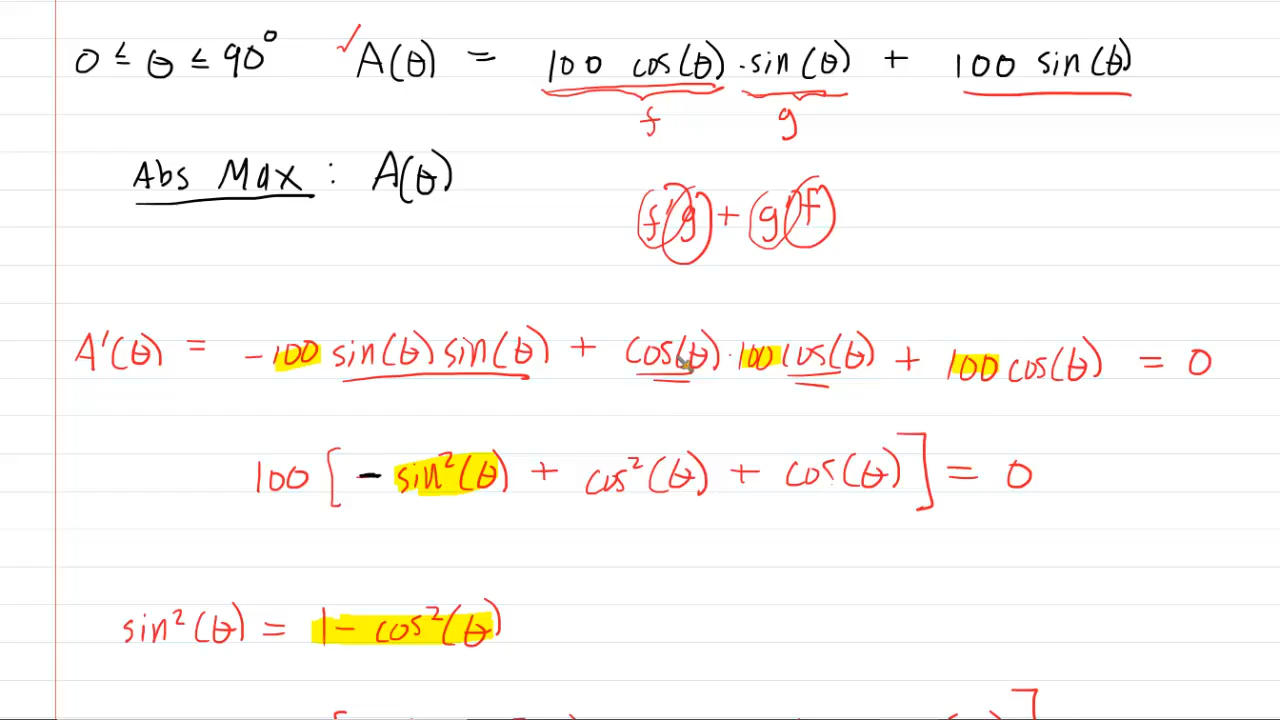 0 ≤ θ ≤ 90° ✓ A(θ) = 100 cos(θ) · sin(θ) + 100 sin(θ)
f g
Abs Max : A(θ)
f'g + g'f
A'(θ) = -100 sin(θ) sin(θ) + cos(θ) · 100 cos(θ) + 100 cos(θ) = 0
100 [ - sin²(θ) + cos²(θ) + cos(θ) ] = 0
sin²(θ) = 1 - cos²(θ)